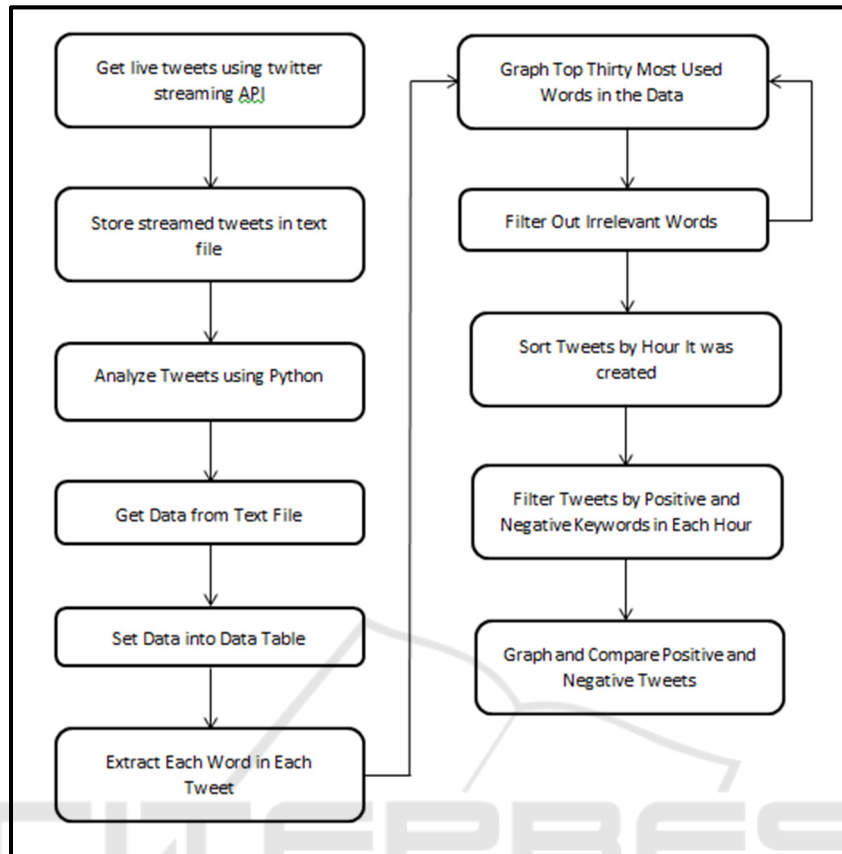 Get live tweets using twitter
streaming API
Store streamed tweets in text
file
Analyze Tweets using Python
Get Data from Text File
Set Data into Data Table
Extract Each Word in Each
Tweet
Graph Top Thirty Most Used
Words in the Data
Filter Out Irrelevant Words
Sort Tweets by Hour It was
created
Filter Tweets by Positive and
Negative Keywords in Each Hour
Graph and Compare Positive and
Negative Tweets